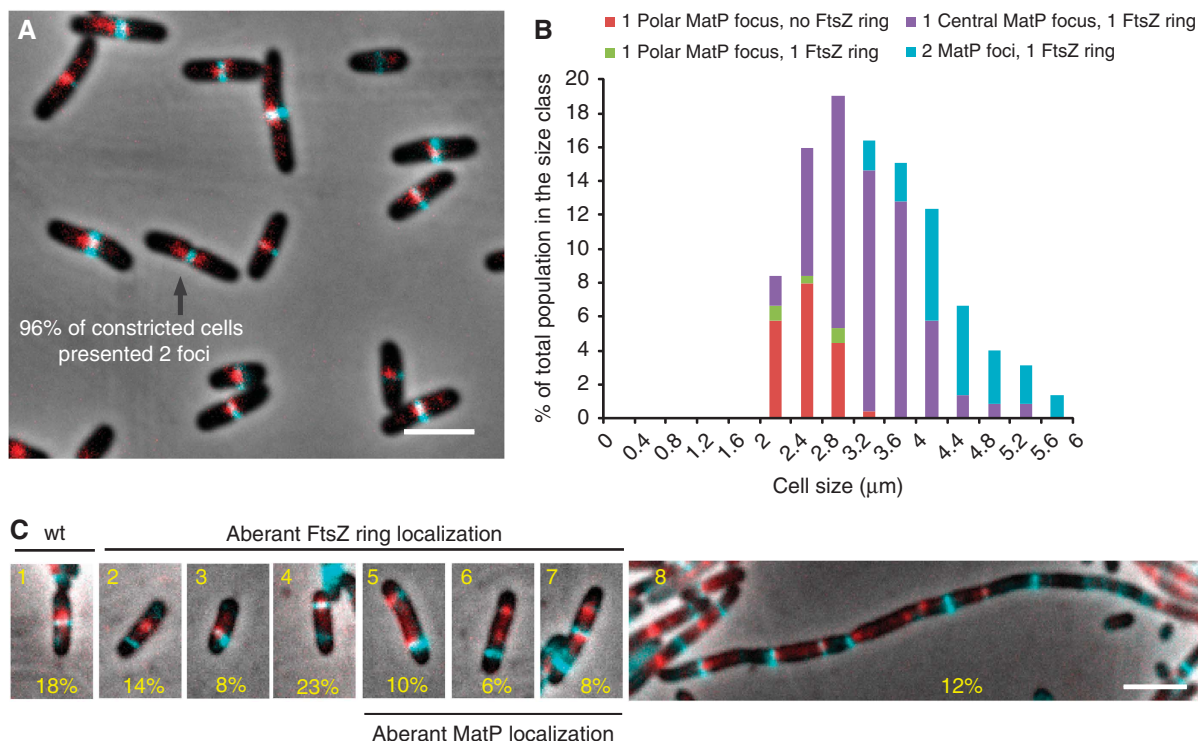 A
96% of constricted cells
presented 2 foci
B
1 Polar MatP focus, no FtsZ ring
1 Central MatP focus, 1 FtsZ ring
1 Polar MatP focus, 1 FtsZ ring
2 MatP foci, 1 FtsZ ring
% of total population in the size class
20
18
16
14
12
10
8
6
4
2
0
0 0.4 0.8 1.2 1.6 2 2.4 2.8 3.2 3.6 4 4.4 4.8 5.2 5.6 6
Cell size (μm)
C
wt
Aberant FtsZ ring localization
1 2 3 4 5 6 7 8
18% 14% 8% 23% 10% 6% 8% 12%
Aberant MatP localization